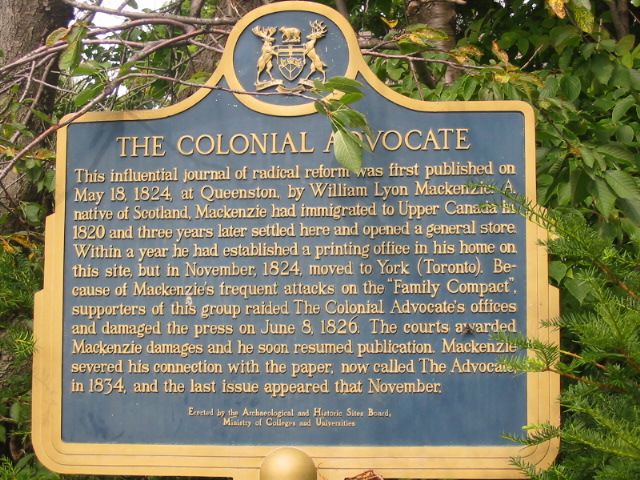 THE COLONIAL ADVOCATE
This influential journal of radical reform was first published on
May 18, 1824, at Queenston, by William Lyon Mackenzie. A
native of Scotland, Mackenzie had immigrated to Upper Canada in
1820 and three years later settled here and opened a general store.
Within a year he had established a printing office in his home on
this site, but in November, 1824, moved to York (Toronto). Be-
cause of Mackenzie's frequent attacks on the "Family Compact",
supporters of this group raided The Colonial Advocate's offices
and damaged the press on June 8, 1826. The courts awarded
Mackenzie damages and he soon resumed publication. Mackenzie
severed his connection with the paper, now called The Advocate,
in 1834, and the last issue appeared that November.
Erected by the Archaeological and Historic Sites Board,
Ministry of Colleges and Universities